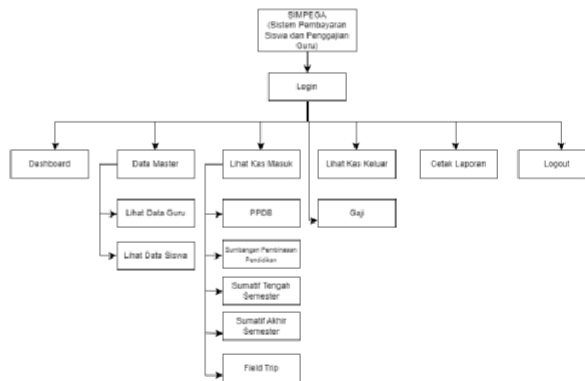 SIMPEGA
(Sistem Pembayaran
Siswa dan Penggajian
Guru)
Login
Dashboard
Data Master
Lihat Kas Masuk
Lihat Kas Keluar
Cetak Laporan
Logout
Lihat Data Guru
PPDB
Gaji
Lihat Data Siswa
Sumbangan Pembinaaan
Pendidikan
Sumatif Tengah
Semester
Sumatif Akhir
Semester
Field Trip